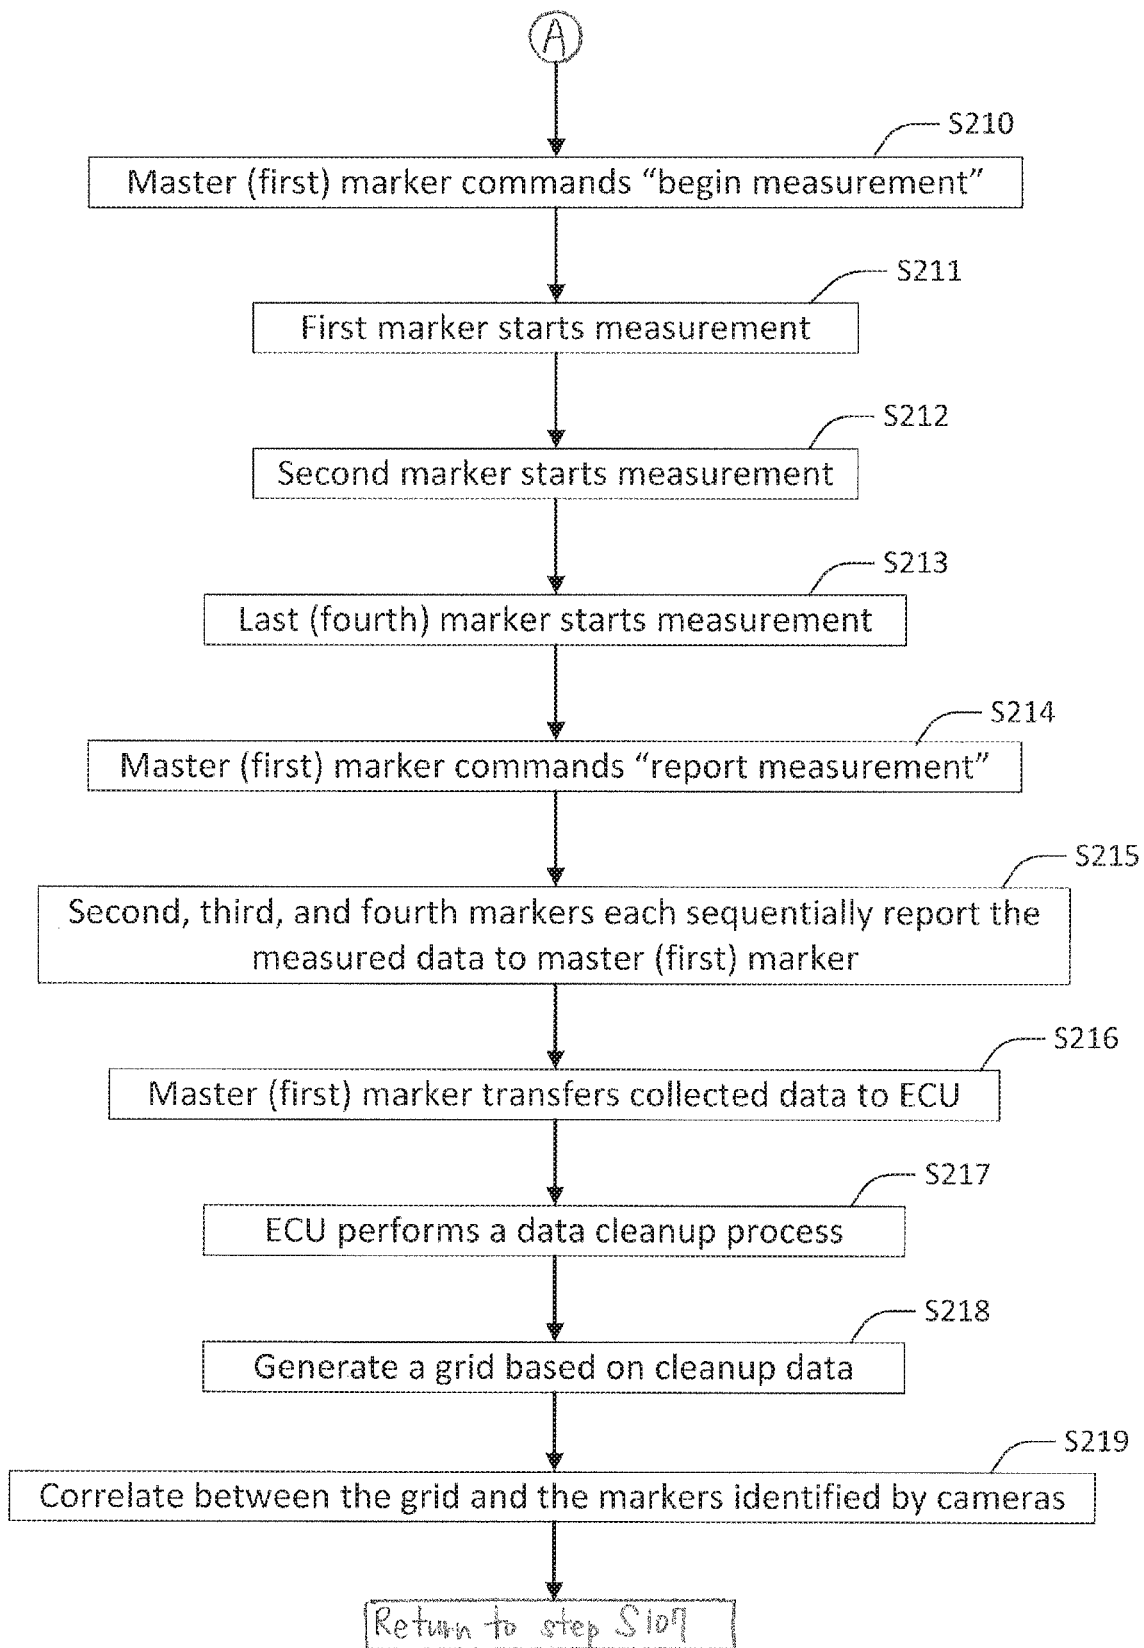 A
S210
Master (first) marker commands “begin measurement”
S211
First marker starts measurement
S212
Second marker starts measurement
S213
Last (fourth) marker starts measurement
S214
Master (first) marker commands “report measurement”
S215
Second, third, and fourth markers each sequentially report the
measured data to master (first) marker
S216
Master (first) marker transfers collected data to ECU
S217
ECU performs a data cleanup process
S218
Generate a grid based on cleanup data
S219
Correlate between the grid and the markers identified by cameras
Return to step S107